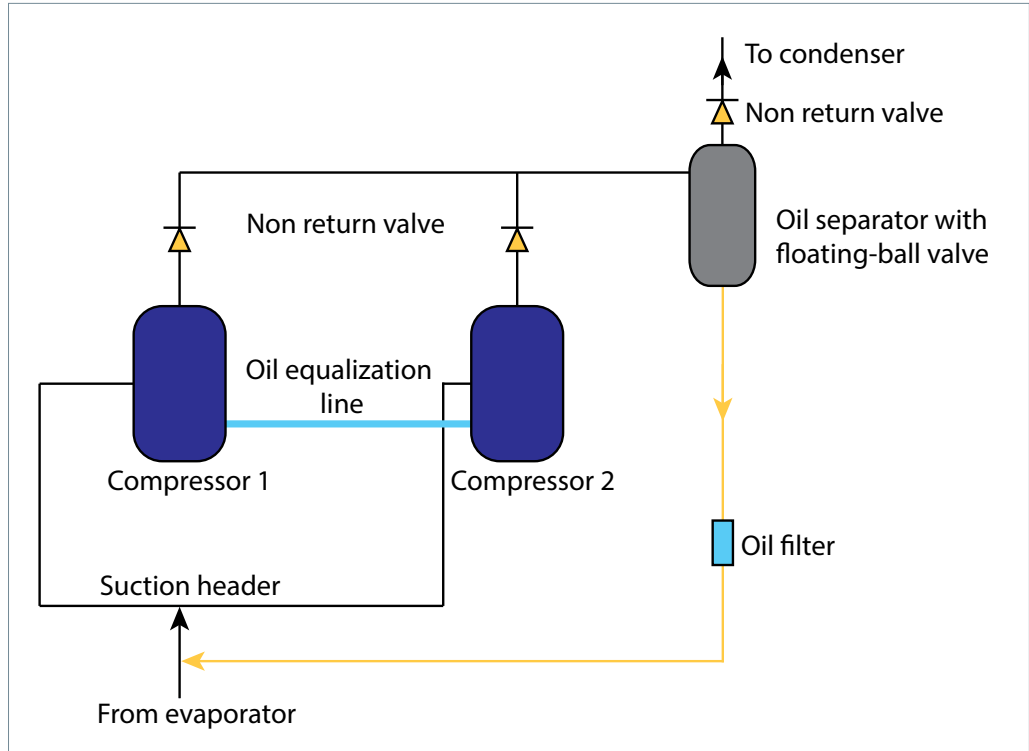 To condenser
Non return valve
Non return valve
Oil separator with
floating-ball valve
Oil equalization
line
Compressor 1
Compressor 2
Oil filter
Suction header
From evaporator